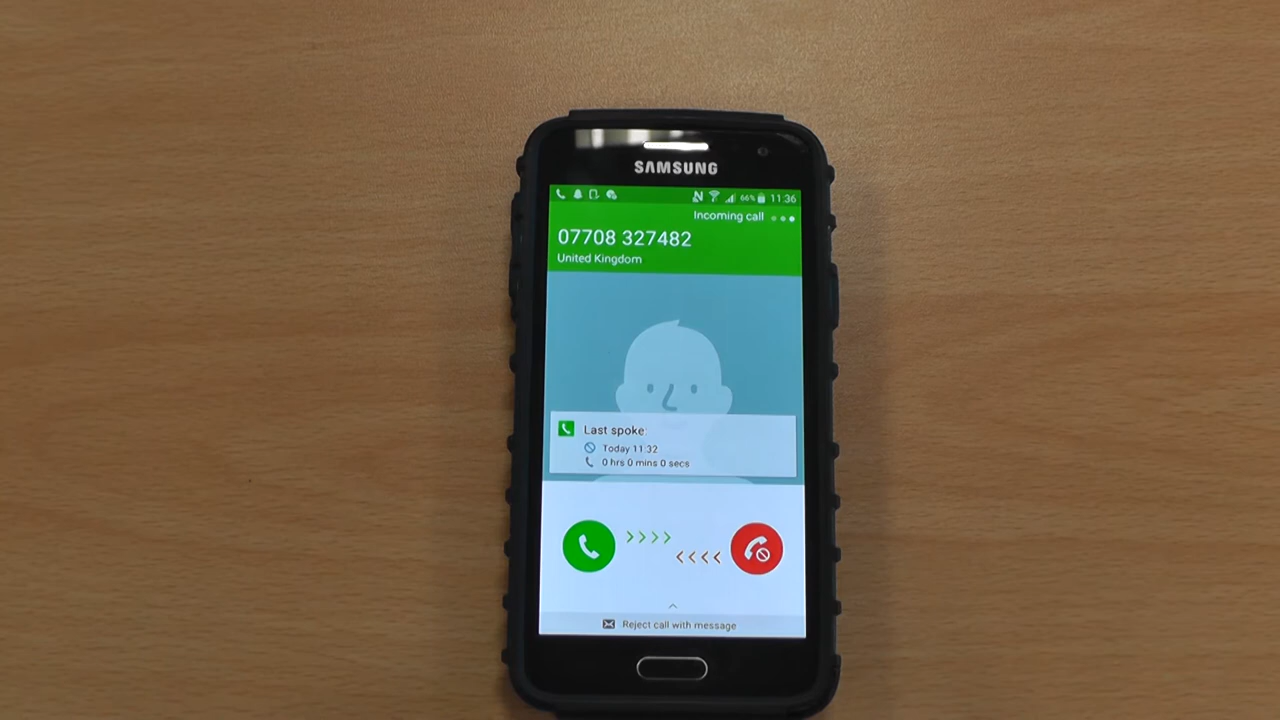 SAMSUNG
66% 11:36
Incoming call
07708 327482
United Kingdom
Last spoke:
Today 11:32
0 hrs 0 mins 0 secs
Reject call with message